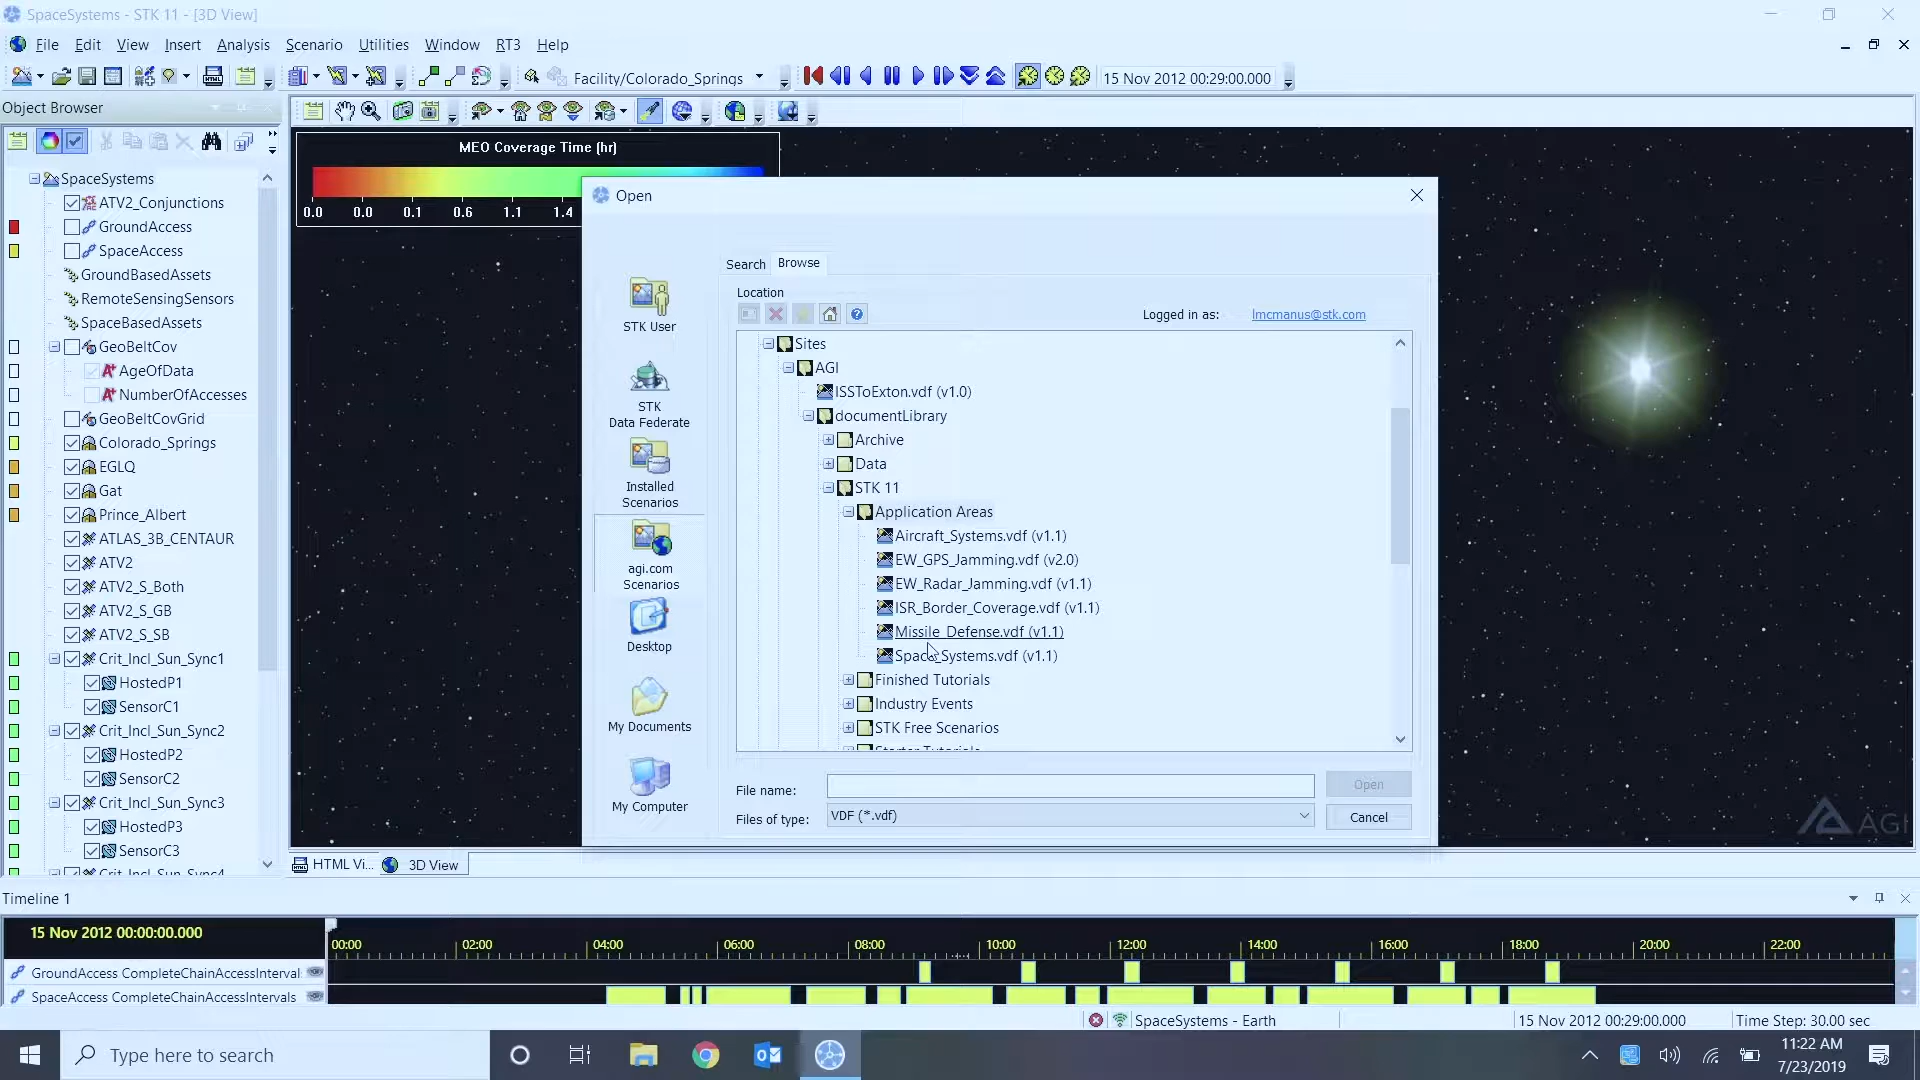 SpaceSystems - STK 11 - [3D View]
File Edit View Insert Analysis Scenario Utilities Window RT3 Help
Facility/Colorado_Springs
15 Nov 2012 00:29:00.000
Object Browser
SpaceSystems
ATV2_Conjunctions
GroundAccess
SpaceAccess
GroundBasedAssets
RemoteSensingSensors
SpaceBasedAssets
GeoBeltCov
AgeOfData
NumberOfAccesses
GeoBeltCovGrid
Colorado_Springs
EGLQ
Gat
Prince_Albert
ATLAS_3B_CENTAUR
ATV2
ATV2_S_Both
ATV2_S_GB
ATV2_S_SB
Crit_Incl_Sun_Sync1
HostedP1
SensorC1
Crit_Incl_Sun_Sync2
HostedP2
SensorC2
Crit_Incl_Sun_Sync3
HostedP3
SensorC3
Crit_Incl_Sun_Sync4
MEO Coverage Time (hr)
0.0 0.0 0.1 0.6 1.1 1.4
Open
STK User
STK
Data Federate
Installed
Scenarios
agi.com
Scenarios
Desktop
My Documents
My Computer
Search Browse
Location
Logged in as: lmcmanus@stk.com
Sites
AGI
ISSToExton.vdf (v1.0)
documentLibrary
Archive
Data
STK 11
Application Areas
Aircraft_Systems.vdf (v1.1)
EW_GPS_Jamming.vdf (v2.0)
EW_Radar_Jamming.vdf (v1.1)
ISR_Border_Coverage.vdf (v1.1)
Missile_Defense.vdf (v1.1)
Space_Systems.vdf (v1.1)
Finished Tutorials
Industry Events
STK Free Scenarios
Starter Tutorials
File name:
Open
Files of type: VDF (*.vdf)
Cancel
AGI
HTML Vi... 3D View
Timeline 1
15 Nov 2012 00:00:00.000
00:00 02:00 04:00 06:00 08:00 10:00 12:00 14:00 16:00 18:00 20:00 22:00
GroundAccess CompleteChainAccessInterval
SpaceAccess CompleteChainAccessIntervals
SpaceSystems - Earth
15 Nov 2012 00:29:00.000
Time Step: 30.00 sec
Type here to search
11:22 AM
7/23/2019